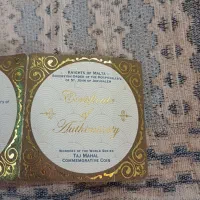 Knights of Malta -
Sovereign Order of the Hospitallers
of St. John of Jerusalem
Certificate
of
Authenticity
Wonders of the World Series
Taj Mahal
Commemorative Coin